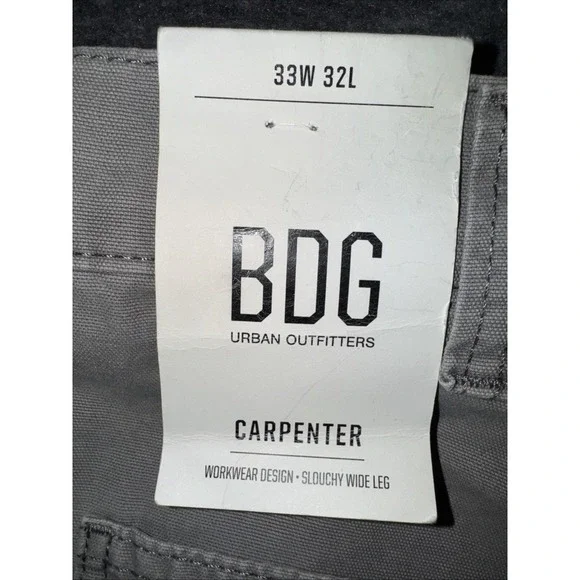 33W 32L
BDG
URBAN OUTFITTERS
CARPENTER
WORKWEAR DESIGN • SLOUCHY WIDE LEG